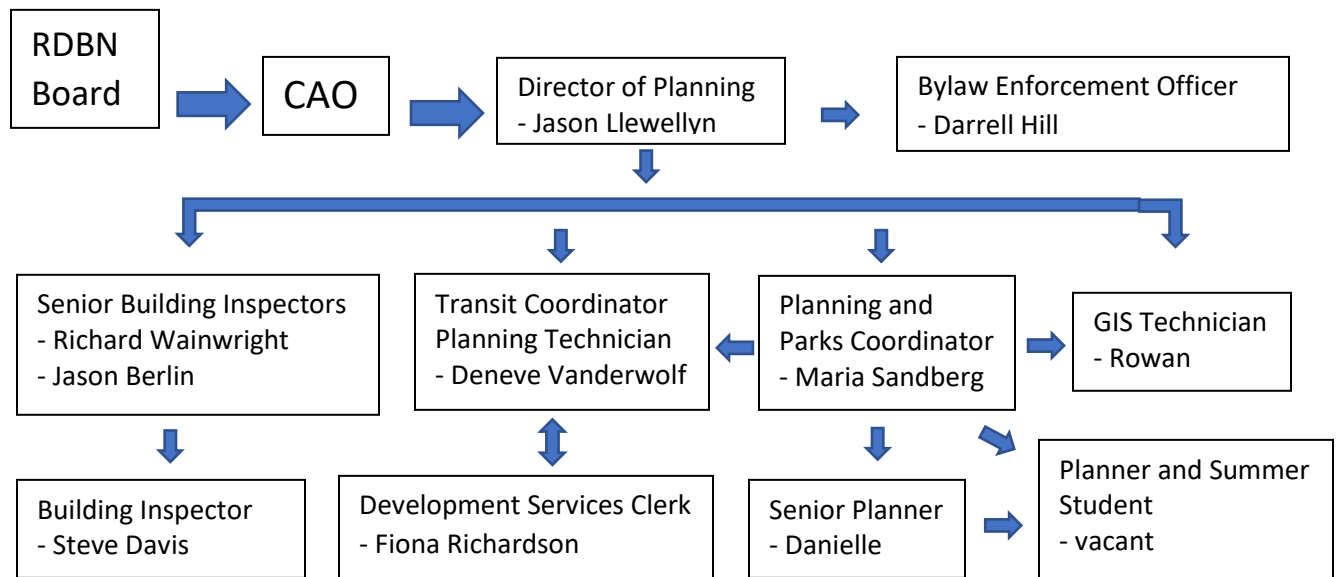 RDBN
Board
CAO
Director of Planning
- Jason Llewellyn
Bylaw Enforcement Officer
- Darrell Hill
Senior Building Inspectors
- Richard Wainwright
- Jason Berlin
Transit Coordinator
Planning Technician
- Deneve Vanderwolf
Planning and
Parks Coordinator
- Maria Sandberg
GIS Technician
- Rowan
Building Inspector
- Steve Davis
Development Services Clerk
- Fiona Richardson
Senior Planner
- Danielle
Planner and Summer
Student
- vacant